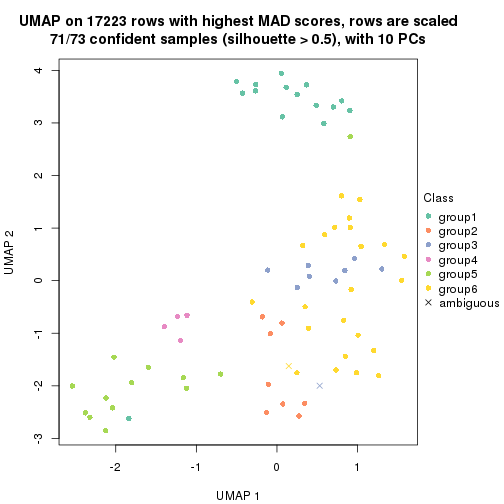 UMAP on 17223 rows with highest MAD scores, rows are scaled
71/73 confident samples (silhouette > 0.5), with 10 PCs
4
3
2
1
0
-1
-2
-3
UMAP 2
-2
-1
0
1
UMAP 1
Class
group1
group2
group3
group4
group5
group6
ambiguous